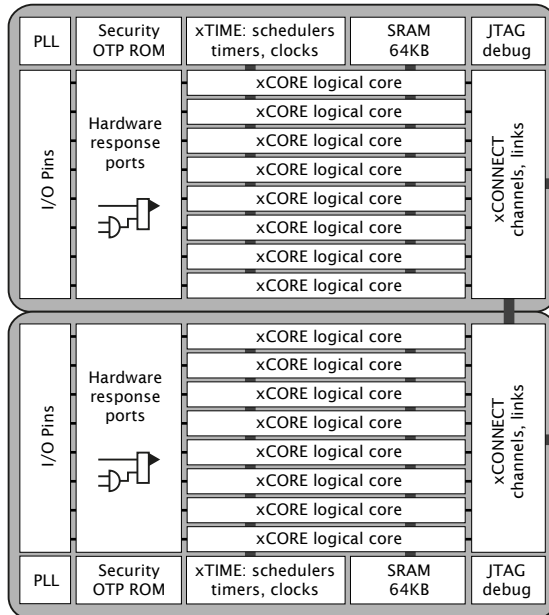 PLL
Security
OTP ROM
xTIME: schedulers
timers, clocks
SRAM
64KB
JTAG
debug
I/O Pins
Hardware
response
ports
xCORE logical core
xCORE logical core
xCORE logical core
xCORE logical core
xCORE logical core
xCORE logical core
xCORE logical core
xCORE logical core
xCONNECT
channels, links
I/O Pins
Hardware
response
ports
xCORE logical core
xCORE logical core
xCORE logical core
xCORE logical core
xCORE logical core
xCORE logical core
xCORE logical core
xCORE logical core
xCONNECT
channels, links
PLL
Security
OTP ROM
xTIME: schedulers
timers, clocks
SRAM
64KB
JTAG
debug